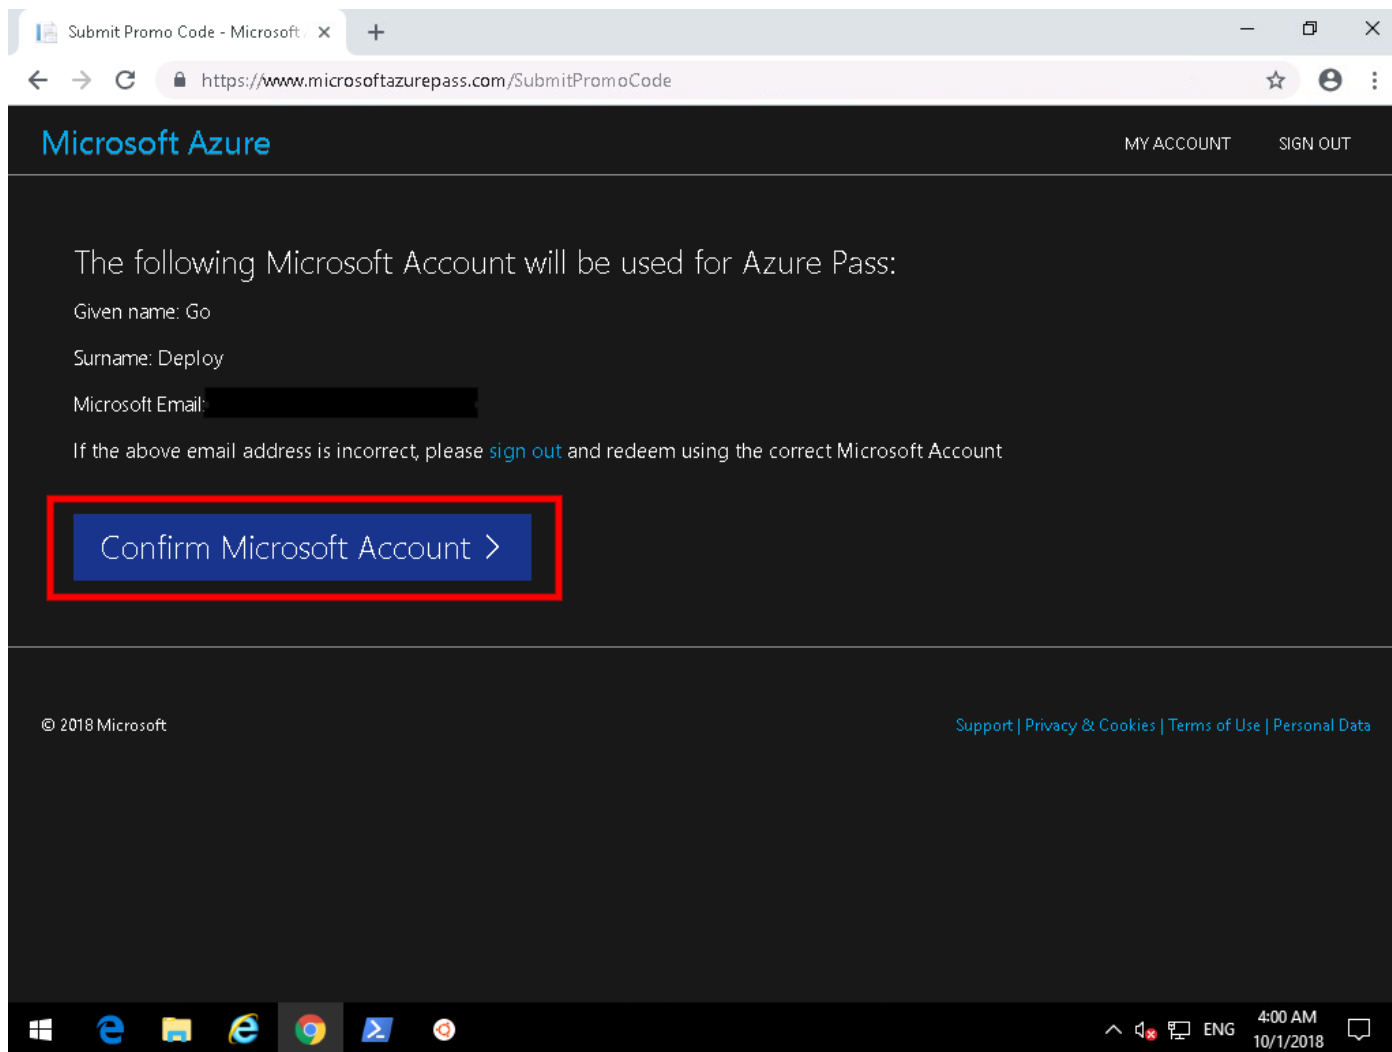 Submit Promo Code - Microsoft
https://www.microsoftazurepass.com/SubmitPromoCode
Microsoft Azure
MY ACCOUNT
SIGN OUT
The following Microsoft Account will be used for Azure Pass:
Given name: Go
Surname: Deploy
Microsoft Email:
If the above email address is incorrect, please sign out and redeem using the correct Microsoft Account
Confirm Microsoft Account
© 2018 Microsoft
Support | Privacy & Cookies | Terms of Use | Personal Data
ENG
4:00 AM
10/1/2018